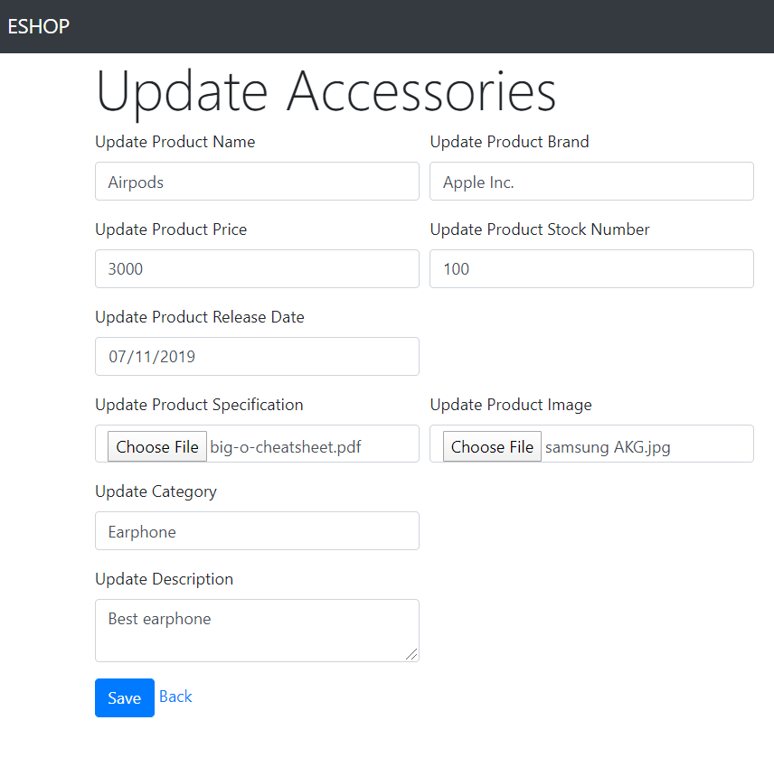 ESHOP
Update Accessories
Update Product Name
Update Product Brand
Airpods
Apple Inc.
Update Product Price
Update Product Stock Number
3000
100
Update Product Release Date
07/11/2019
Update Product Specification
Update Product Image
Choose File big-o-cheatsheet.pdf
Choose File samsung AKG.jpg
Update Category
Earphone
Update Description
Best earphone
Save Back